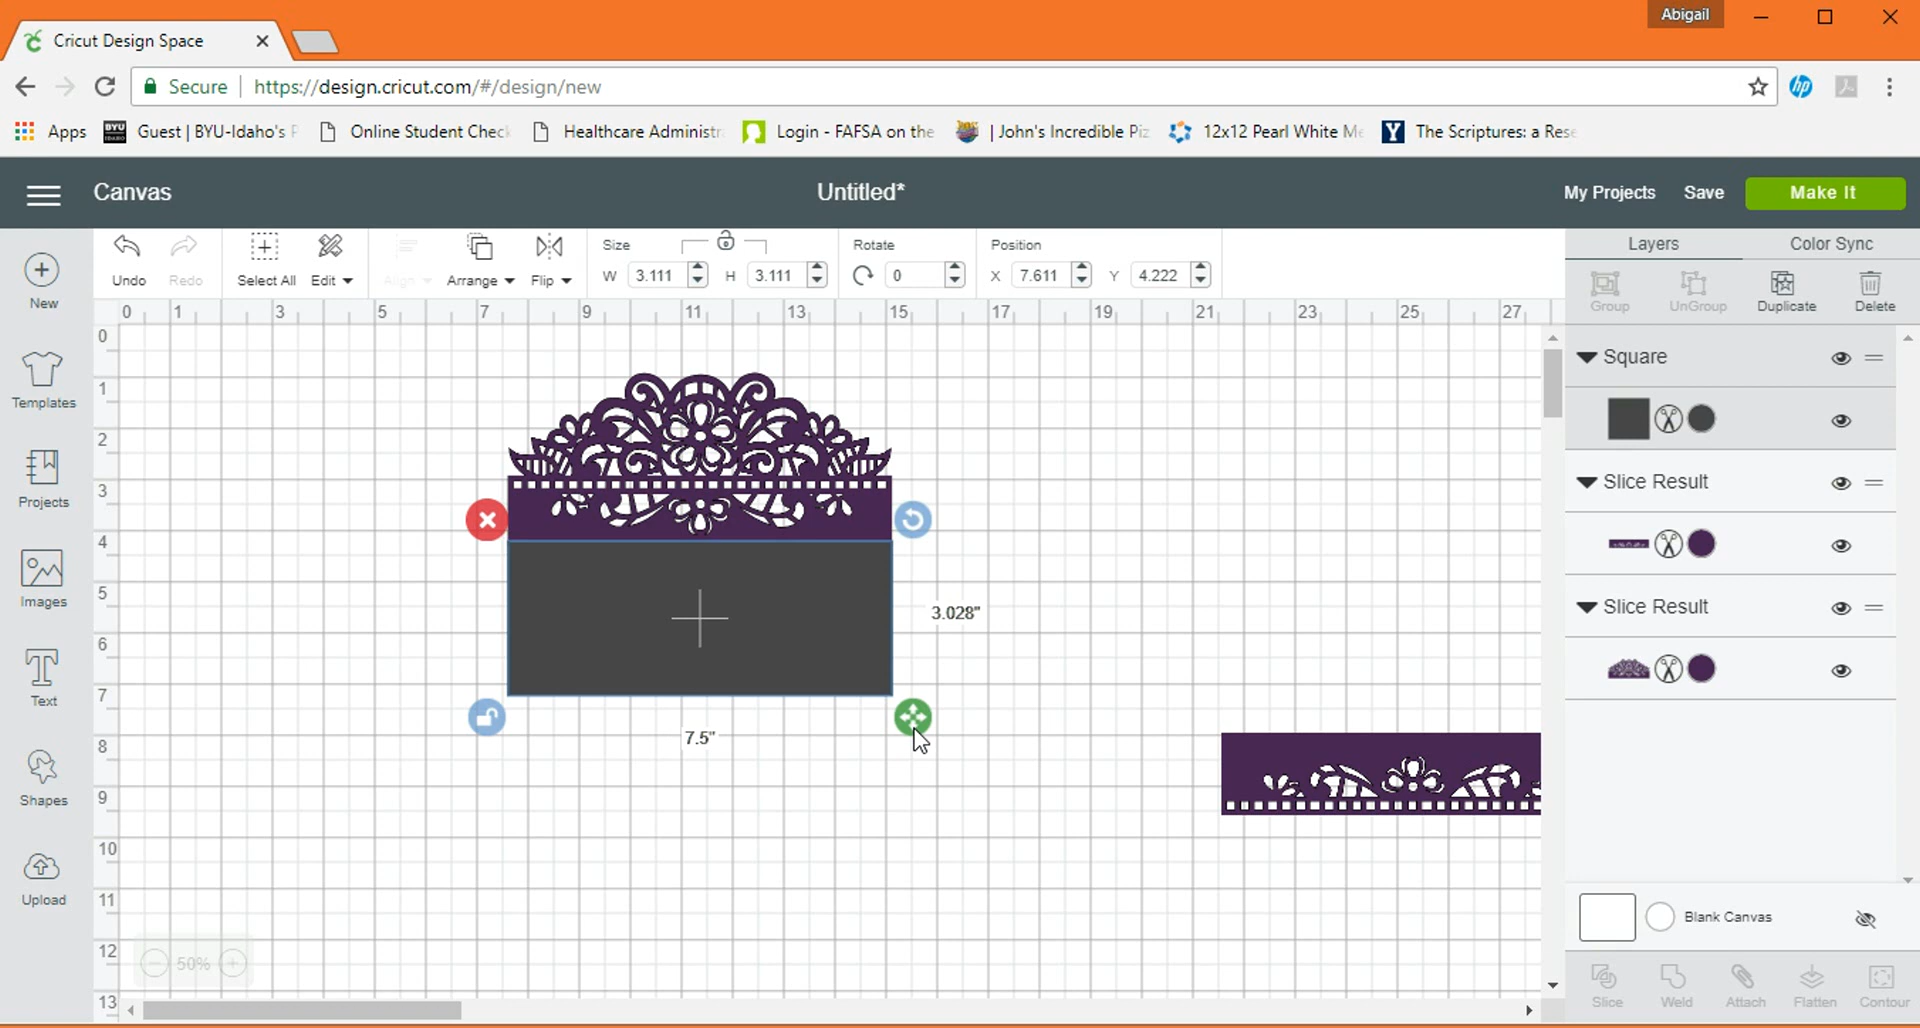 Abigail
Cricut Design Space
Secure https://design.cricut.com/#/design/new
Apps Guest | BYU-Idaho's Online Student Chec Healthcare Administr Login - FAFSA on the | John's Incredible Piz 12x12 Pearl White Me The Scriptures: a Rese
Canvas Untitled* My Projects Save Make It
Undo Redo Select All Edit Align Arrange Flip Size W 3.111 H 3.111 Rotate 0 Position X 7.611 Y 4.222
Layers Color Sync
Group UnGroup Duplicate Delete
New
Templates
Projects
Images
Text
Shapes
Upload
0 1 3 5 7 9 11 13 15 17 19 21 23 25 27
0
1
2
3
4
5
6
7
8
9
10
11
12
13
3.028"
7.5"
50%
Square
Slice Result
Slice Result
Blank Canvas
Slice Weld Attach Flatten Contour